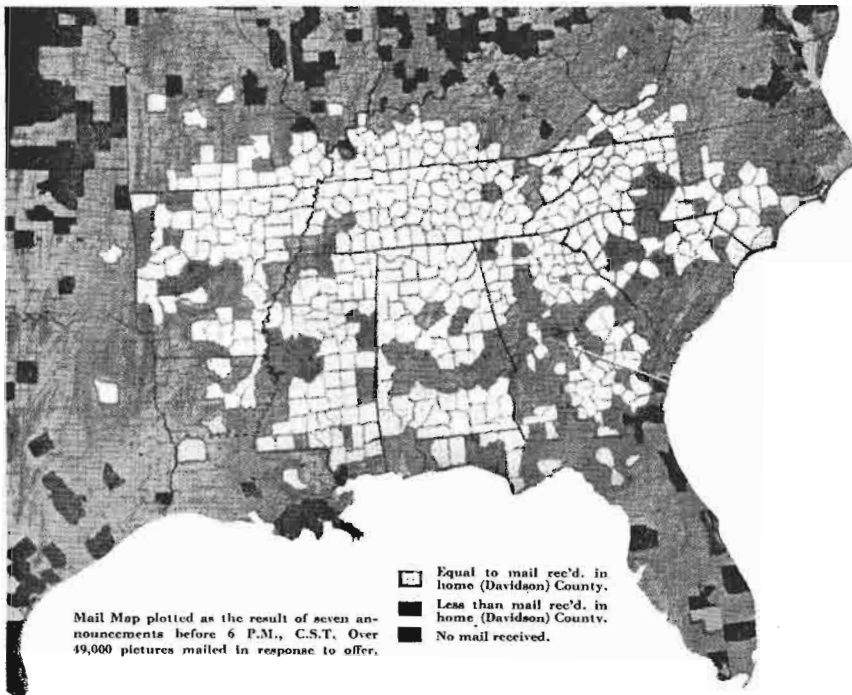 Mail Map plotted as the result of seven an-
nouncements before 6 P.M., C.S.T. Over
49,000 pictures mailed in response to offer.
Equal to mail rec'd. in
home (Davidson) County.
Less than mail rec'd. in
home (Davidson) County.
No mail received.